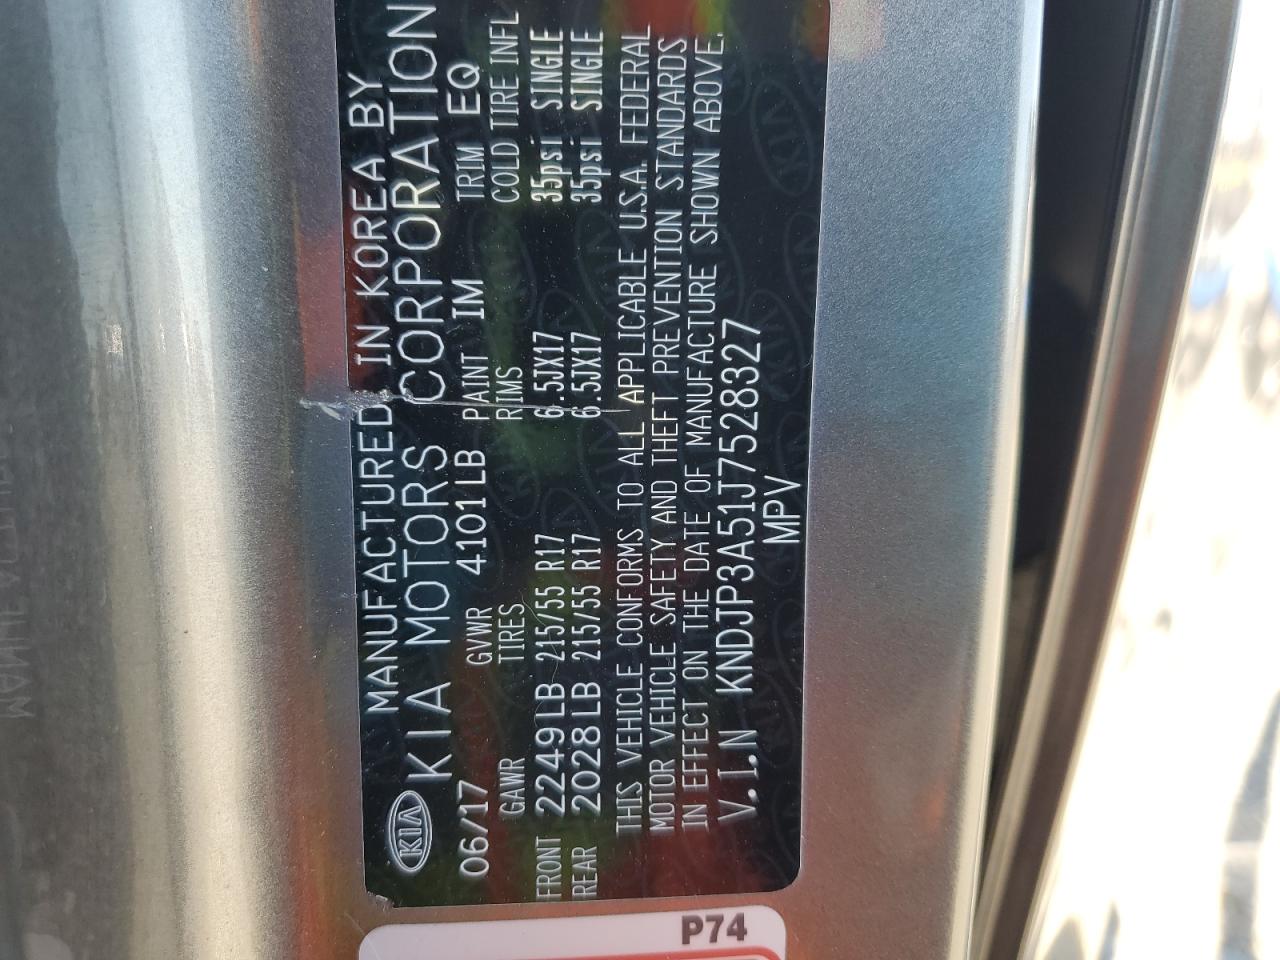 KIA MANUFACTURED IN KOREA BY
KIA MOTORS CORPORATION
06/17 GVWR 4101LB PAINT IM TRIM EQ
GAWR TIRES RIMS COLD TIRE INFL
FRONT 2249LB 215/55 R17 6.5JX17 35psi SINGLE
REAR 2028LB 215/55 R17 6.5JX17 35psi SINGLE
THIS VEHICLE CONFORMS TO ALL APPLICABLE U.S.A. FEDERAL
MOTOR VEHICLE SAFETY AND THEFT PREVENTION STANDARDS
IN EFFECT ON THE DATE OF MANUFACTURE SHOWN ABOVE.
V.I.N KNDJP3A51J7528327
MPV
P74